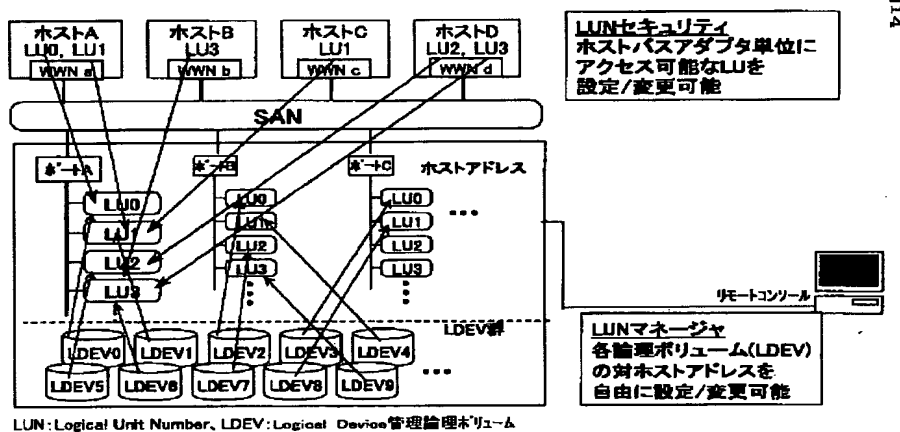 図14
ホストA
LU0, LU1
WWN a
ホストB
LU3
WWN b
ホストC
LU1
WWN c
ホストD
LU2, LU3
WWN d
LUNセキュリティ
ホストバスアダプタ単位に
アクセス可能なLUを
設定/変更可能
SAN
ポートA
ポートB
ポートC
ホストアドレス
LU0
LU1
LU2
LU3
LU0
LU1
LU2
LU3
LU0
LU1
LU2
LU3
リモートコンソール
LDEV群
LDEV0
LDEV1
LDEV2
LDEV3
LDEV4
LDEV5
LDEV6
LDEV7
LDEV8
LDEV9
LUNマネージャ
各論理ボリューム(LDEV)
の対ホストアドレスを
自由に設定/変更可能
LUN:Logical Unit Number、LDEV:Logical Device管理論理ボリューム